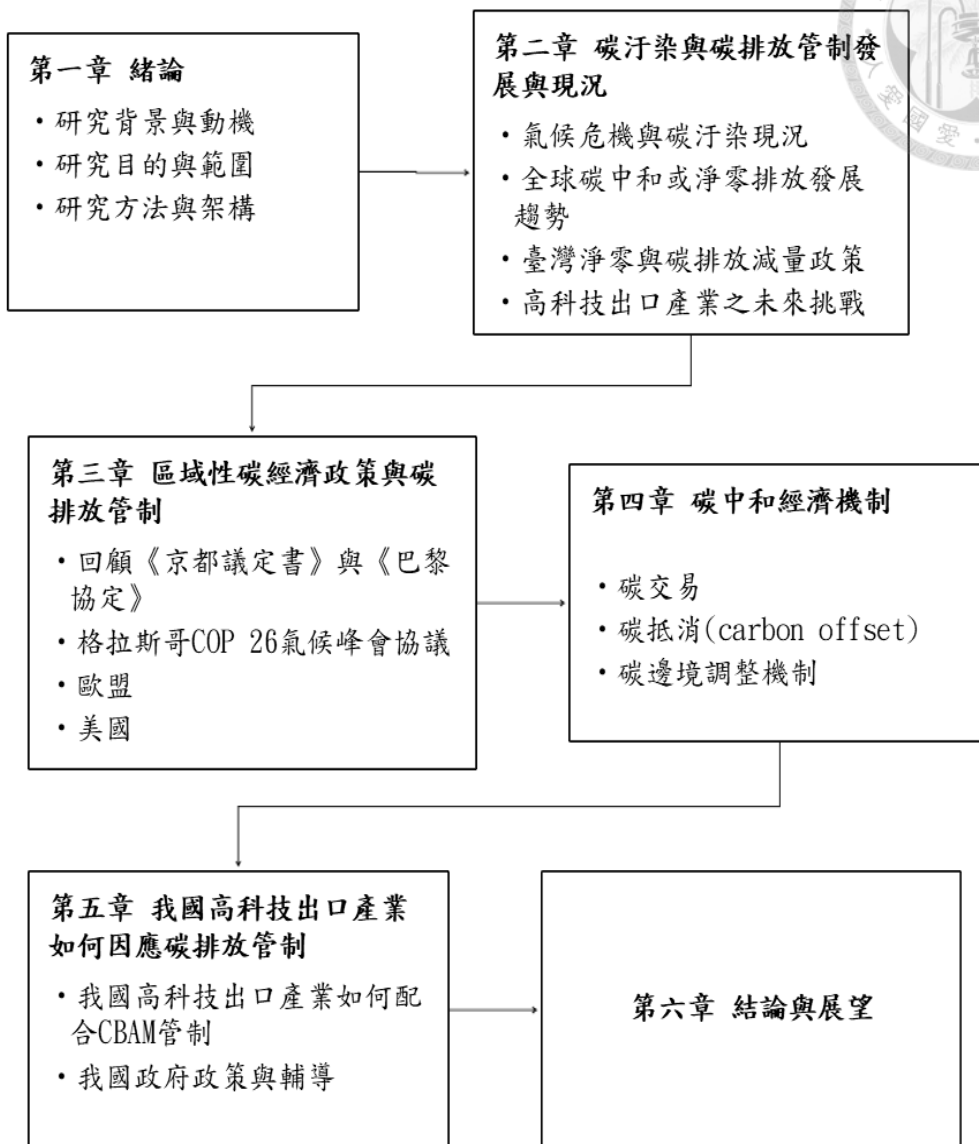 第一章 緒論
・研究背景與動機
・研究目的與範圍
・研究方法與架構
第二章 碳汙染與碳排放管制發
展與現況
・氣候危機與碳汙染現況
・全球碳中和或淨零排放發展
趨勢
・臺灣淨零與碳排放減量政策
・高科技出口產業之未來挑戰
人愛國愛
第三章 區域性碳經濟政策與碳
排放管制
・回顧《京都議定書》與《巴黎
協定》
・格拉斯哥COP 26氣候峰會協議
・歐盟
・美國
第四章 碳中和經濟機制
・碳交易
・碳抵消(carbon offset)
・碳邊境調整機制
第五章 我國高科技出口產業
如何因應碳排放管制
・我國高科技出口產業如何配
合CBAM管制
・我國政府政策與輔導
第六章 結論與展望